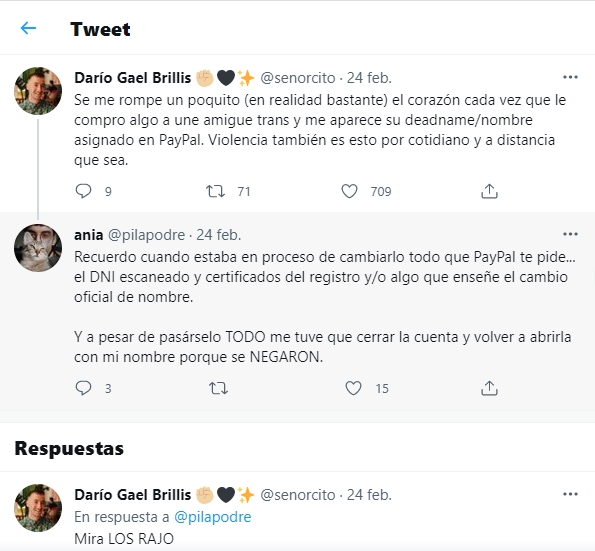 Tweet
Darío Gael Brillis ✊🏼🖤✨ @senorcito · 24 feb.
Se me rompe un poquito (en realidad bastante) el corazón cada vez que le
compro algo a une amigue trans y me aparece su deadname/nombre
asignado en PayPal. Violencia también es esto por cotidiano y a distancia
que sea.
9 71 709
ania @pilapodre · 24 feb.
Recuerdo cuando estaba en proceso de cambiarlo todo que PayPal te pide...
el DNI escaneado y certificados del registro y/o algo que enseñe el cambio
oficial de nombre.
Y a pesar de pasárselo TODO me tuve que cerrar la cuenta y volver a abrirla
con mi nombre porque se NEGARON.
3 15
Respuestas
Darío Gael Brillis ✊🏼🖤✨ @senorcito · 24 feb.
En respuesta a @pilapodre
Mira LOS RAJO